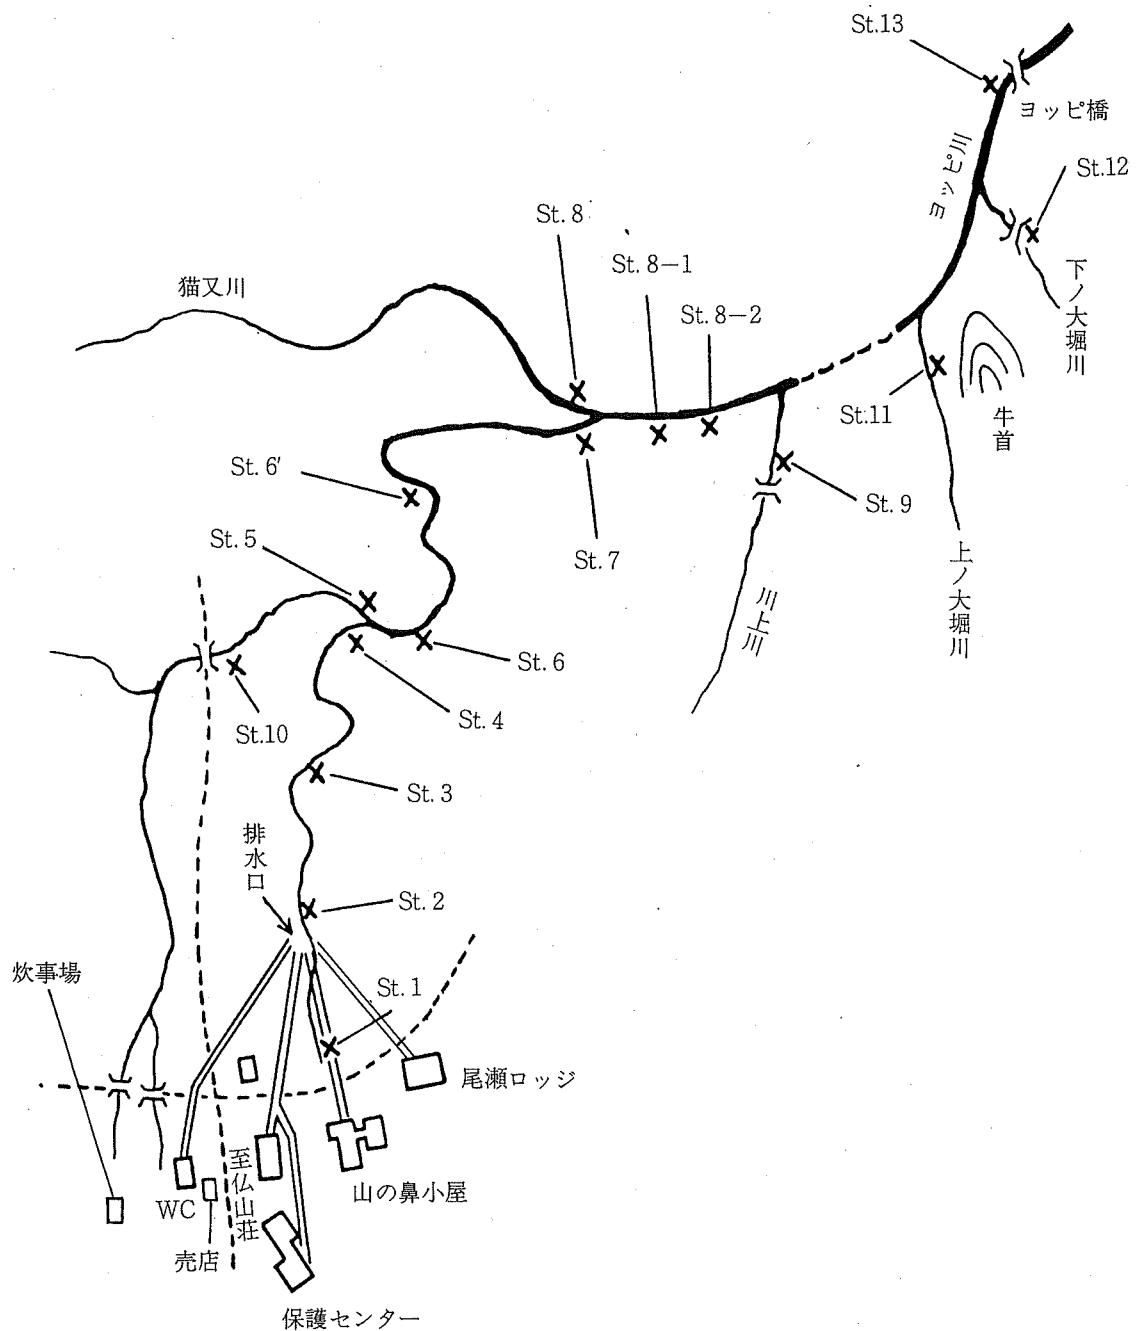 St.13
ヨッピ橋
ヨッピ川
St.12
下ノ大堀川
St. 8
St. 8-1
St. 8-2
猫又川
St.11
牛首
St. 6'
St. 9
St. 7
St. 5
上ノ大堀川
川上川
St. 6
St. 4
St.10
St. 3
排水口
St. 2
炊事場
St. 1
尾瀬ロッジ
至仏山荘
山の鼻小屋
WC
売店
保護センター